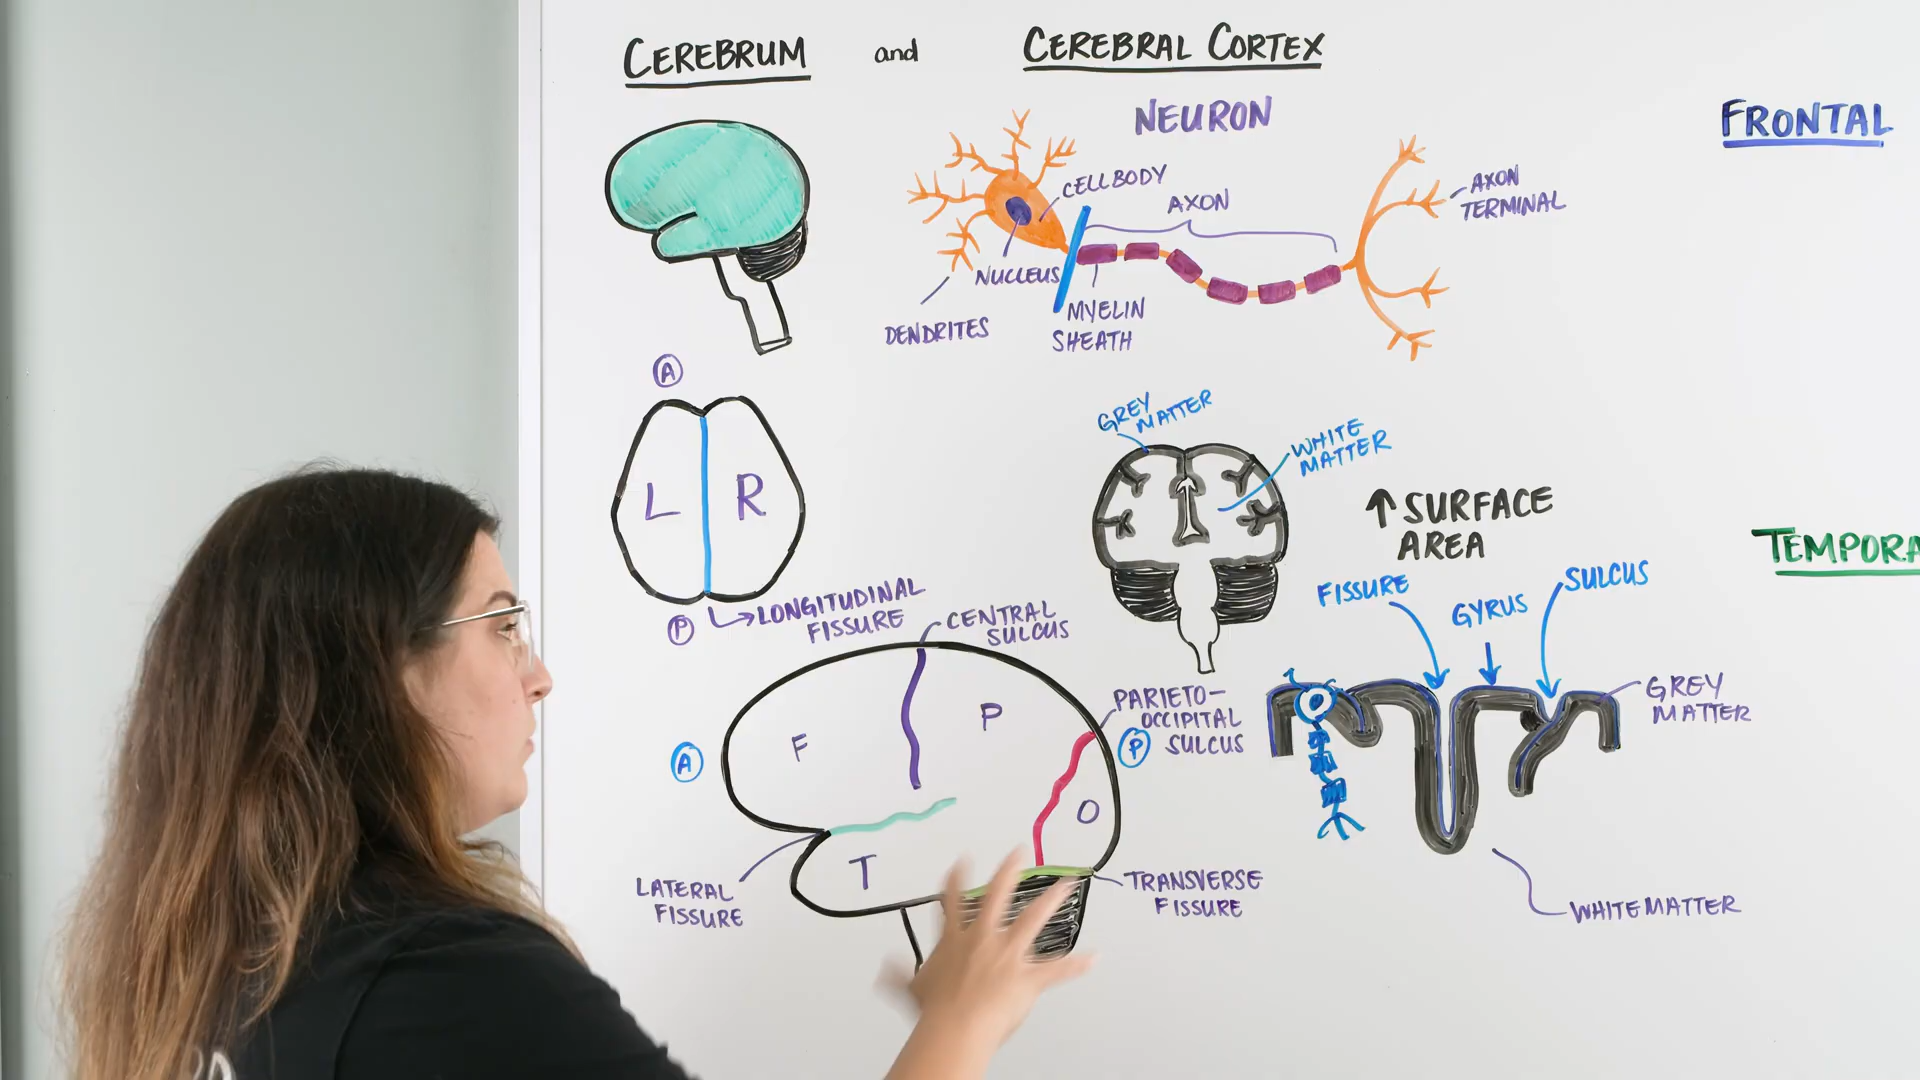 CEREBRUM and CEREBRAL CORTEX
NEURON
FRONTAL
CELL BODY
AXON
AXON
TERMINAL
NUCLEUS
DENDRITES
MYELIN
SHEATH
A
L R
P
LONGITUDINAL
FISSURE
GREY
MATTER
WHITE
MATTER
↑ SURFACE
AREA
TEMPORA
FISSURE
GYRUS
SULCUS
GREY
MATTER
WHITE MATTER
CENTRAL
SULCUS
PARIETO-
OCCIPITAL
SULCUS
A
P
F
P
O
T
LATERAL
FISSURE
TRANSVERSE
FISSURE